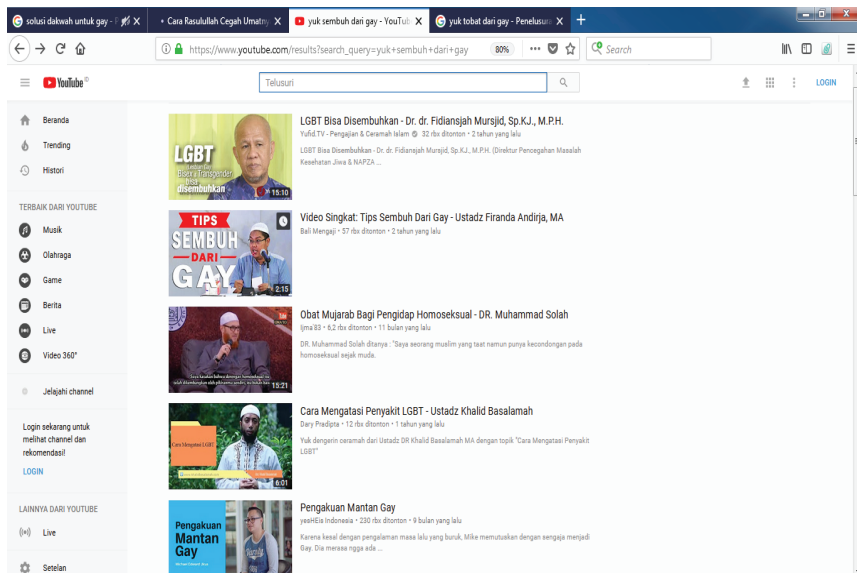 solusi dakwah untuk gay - P
Cara Rasulullah Cegah Umatny
yuk sembuh dari gay - YouTub
yuk tobat dari gay - Penelusura
https://www.youtube.com/results?search_query=yuk+sembuh+dari+gay
80%
Search
YouTube ID
Telusuri
LOGIN
Beranda
Trending
Histori
TERBAIK DARI YOUTUBE
Musik
Olahraga
Game
Berita
Live
Video 360°
Jelajahi channel
Login sekarang untuk
melihat channel dan
rekomendasi!
LOGIN
LAINNYA DARI YOUTUBE
Live
Setelan
LGBT
disembuhkan
15:10
LGBT Bisa Disembuhkan - Dr. dr. Fidiansjah Mursjid, Sp.KJ., M.P.H.
Yufid.TV - Pengajian & Ceramah Islam 32 rbx ditonton • 2 tahun yang lalu
LGBT Bisa Disembuhkan - Dr. dr. Fidiansjah Mursjid, Sp.KJ., M.P.H. (Direktur Pencegahan Masalah
Kesehatan Jiwa & NAPZA ...
TIPS
SEMBUH
DARI
GAY
2:15
Video Singkat: Tips Sembuh Dari Gay - Ustadz Firanda Andirja, MA
Bali Mengaji • 57 rbx ditonton • 2 tahun yang lalu
15:21
Obat Mujarab Bagi Pengidap Homoseksual - DR. Muhammad Solah
Ijma'83 • 6,2 rbx ditonton • 11 bulan yang lalu
DR. Muhammad Solah ditanya : "Saya seorang muslim yang taat namun punya kecondongan pada
homoseksual sejak muda.
Cara Mengatasi LGBT
6:01
Cara Mengatasi Penyakit LGBT - Ustadz Khalid Basalamah
Dary Pradipta • 12 rbx ditonton • 1 tahun yang lalu
Yuk dengerin ceramah dari Ustadz DR Khalid Basalamah MA dengan topik "Cara Mengatasi Penyakit
LGBT"
Pengakuan
Mantan
Gay
Pengakuan Mantan Gay
yesHEis Indonesia • 230 rbx ditonton • 9 bulan yang lalu
Karena kesal dengan pengalaman masa lalu yang buruk, Mike memutuskan dengan sengaja menjadi
Gay. Dia merasa ngga ada ...